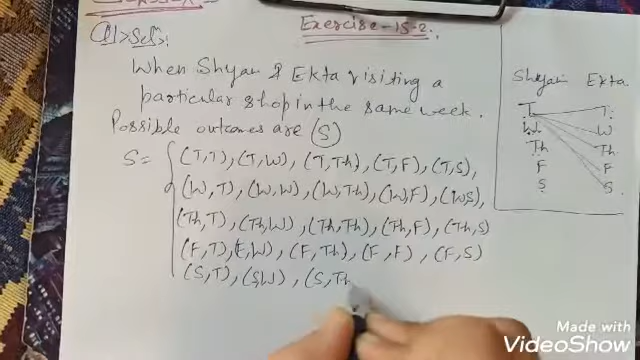 Exercise-15.2.
Q1> Sol:
When Shyam & Ekta visiting a
particular shop in the same week.
Possible outcomes are (S)
S= { (T,T), (T,W), (T,Th), (T,F), (T,S),
(W,T), (W,W), (W,Th), (W,F), (W,S),
(Th,T), (Th,W), (Th,Th), (Th,F), (Th,S)
(F,T), (F,W), (F,Th), (F,F), (F,S)
(S,T), (S,W), (S,Th
Shyam Ekta
T T
W W
Th Th
F F
S S
Made with
VideoShow